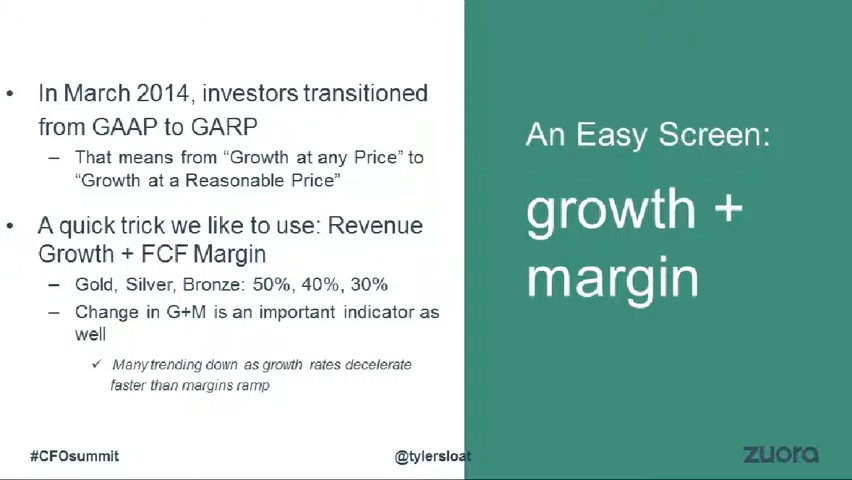 • In March 2014, investors transitioned
from GAAP to GARP
– That means from “Growth at any Price” to
“Growth at a Reasonable Price”
• A quick trick we like to use: Revenue
Growth + FCF Margin
– Gold, Silver, Bronze: 50%, 40%, 30%
– Change in G+M is an important indicator as
well
✓ Many trending down as growth rates decelerate
faster than margins ramp
An Easy Screen:
growth +
margin
#CFOsummit
@tylersloat
zuora